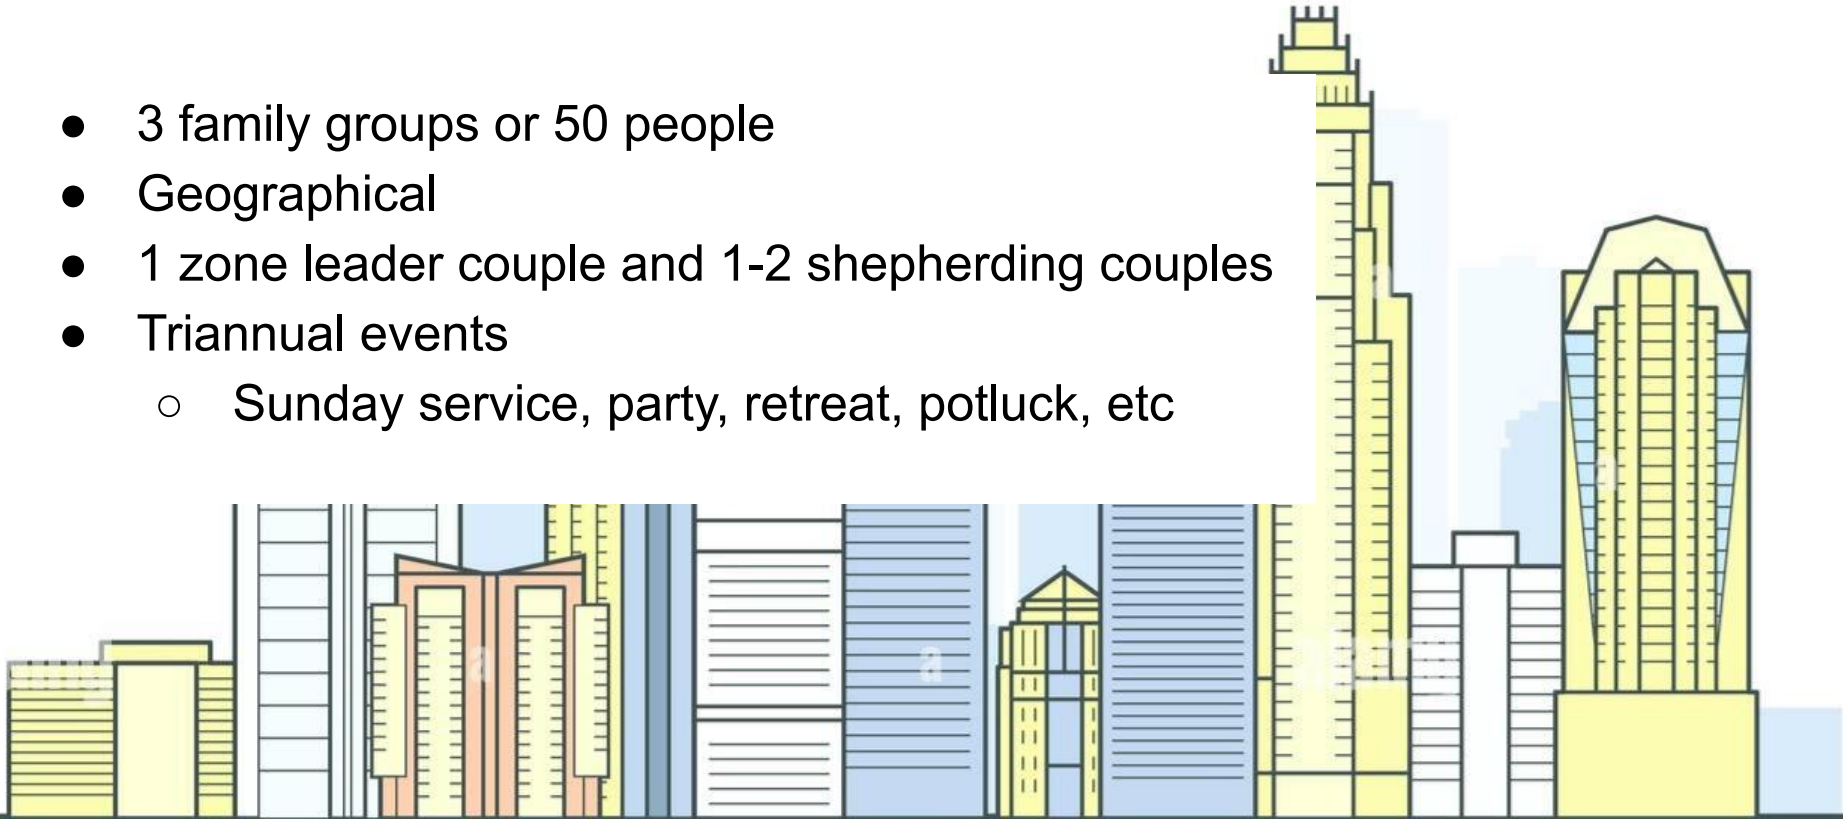 ● 3 family groups or 50 people
● Geographical
● 1 zone leader couple and 1-2 shepherding couples
● Triannual events
○ Sunday service, party, retreat, potluck, etc
a
a
a
a
alamy